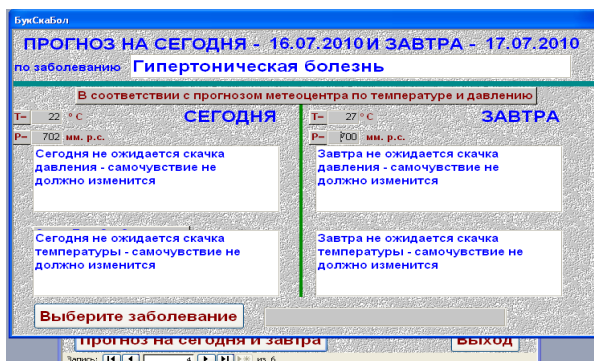 БукСкаБол
ПРОГНОЗ НА СЕГОДНЯ - 16.07.2010 И ЗАВТРА - 17.07.2010
по заболеванию Гипертоническая болезнь
В соответствии с прогнозом метеоцентра по температуре и давлению
T= 22 ° С СЕГОДНЯ
P= 702 мм. р.с.
Сегодня не ожидается скачка
давления - самочувствие не
должно изменится
Сегодня не ожидается скачка
температуры - самочувствие не
должно изменится
T= 27 ° С ЗАВТРА
P= 700 мм. р.с.
Завтра не ожидается скачка
давления - самочувствие не
должно изменится
Завтра не ожидается скачка
температуры - самочувствие не
должно изменится
Выберите заболевание
Прогноз на сегодня и завтра
ВЫХОД
Запись: 4 из 6